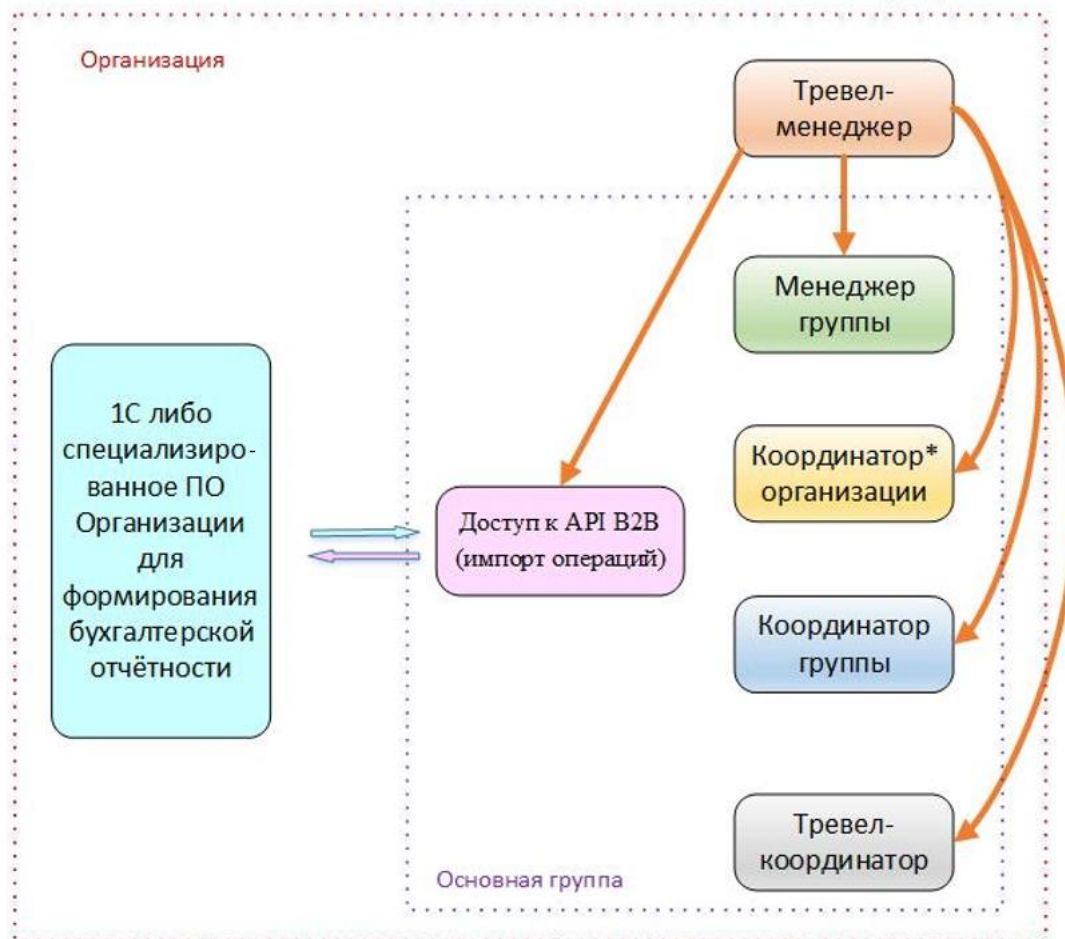 Организация
Тревел-
менеджер
Менеджер
группы
1С либо
специализиро-
ванное ПО
Организации
для
формирования
бухгалтерской
отчётности
Координатор*
организации
Доступ к API B2B
(импорт операций)
Координатор
группы
Тревел-
координатор
Основная группа